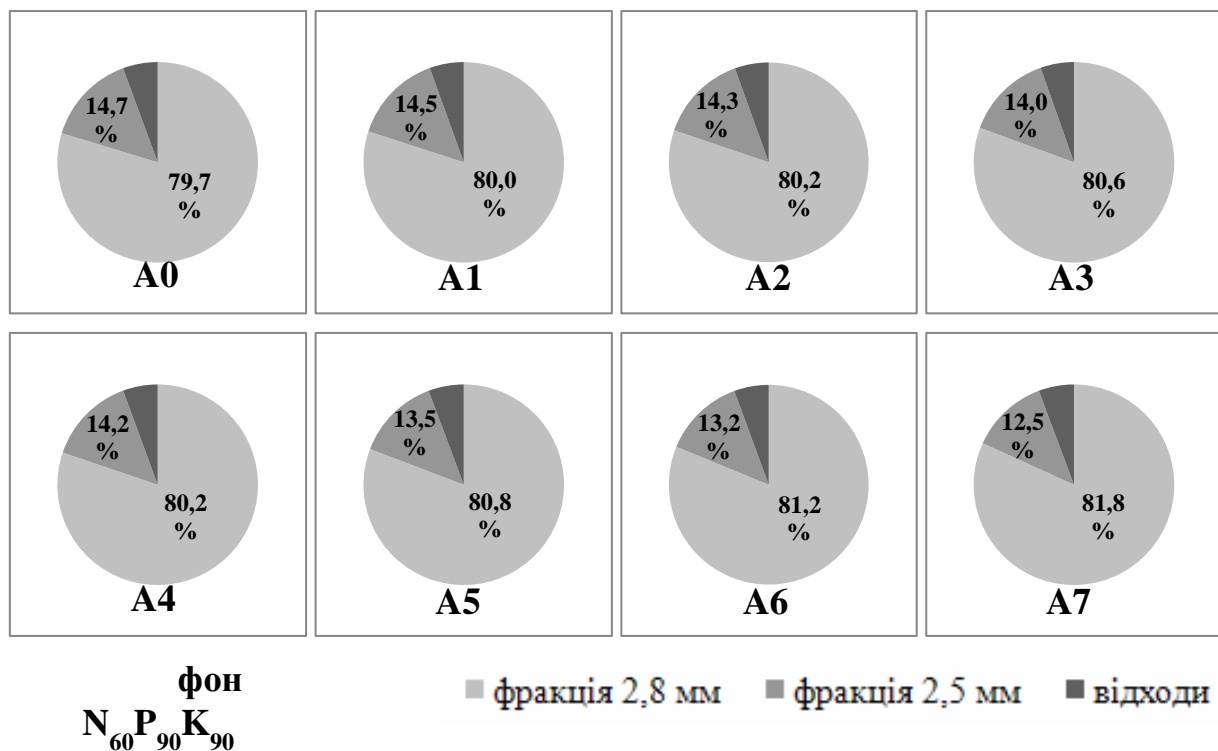 14,7
%
79,7
%
A0
14,5
%
80,0
%
A1
14,3
%
80,2
%
A2
14,0
%
80,6
%
A3
14,2
%
80,2
%
A4
13,5
%
80,8
%
A5
13,2
%
81,2
%
A6
12,5
%
81,8
%
A7
фон
N60P90K90
фракція 2,8 мм фракція 2,5 мм відходи